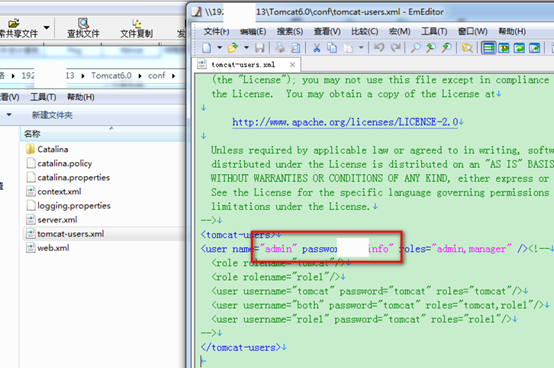 \\192 13\Tomcat6.0\conf\tomcat-users.xml - EmEditor
共享文件夹 查找文件 文件复制
文件(F) 编辑(E) 搜索(S) 查看(V) 比较(C) 宏(M) 工具(T) 窗口(W) 帮助(H)
络 192 13 Tomcat6.0 conf
tomcat-users.xml
查看(V) 工具(T) 帮助(H)
新建文件夹
名称
Catalina
catalina.policy
catalina.properties
context.xml
logging.properties
server.xml
tomcat-users.xml
web.xml
(the "License"); you may not use this file except in compliance
the License.  You may obtain a copy of the License at↓
↓
http://www.apache.org/licenses/LICENSE-2.0↓
↓
Unless required by applicable law or agreed to in writing, softw
distributed under the License is distributed on an "AS IS" BASIS
WITHOUT WARRANTIES OR CONDITIONS OF ANY KIND, either express or
See the License for the specific language governing permissions
limitations under the License.↓
-->↓
<tomcat-users>↓
<user name="admin" passwor info" roles="admin,manager" /><!--
<role rolename="tomcat"/>↓
<role rolename="role1"/>↓
<user username="tomcat" password="tomcat" roles="tomcat"/>↓
<user username="both" password="tomcat" roles="tomcat,role1"/>↓
<user username="role1" password="tomcat" roles="role1"/>↓
-->↓
</tomcat-users>↓